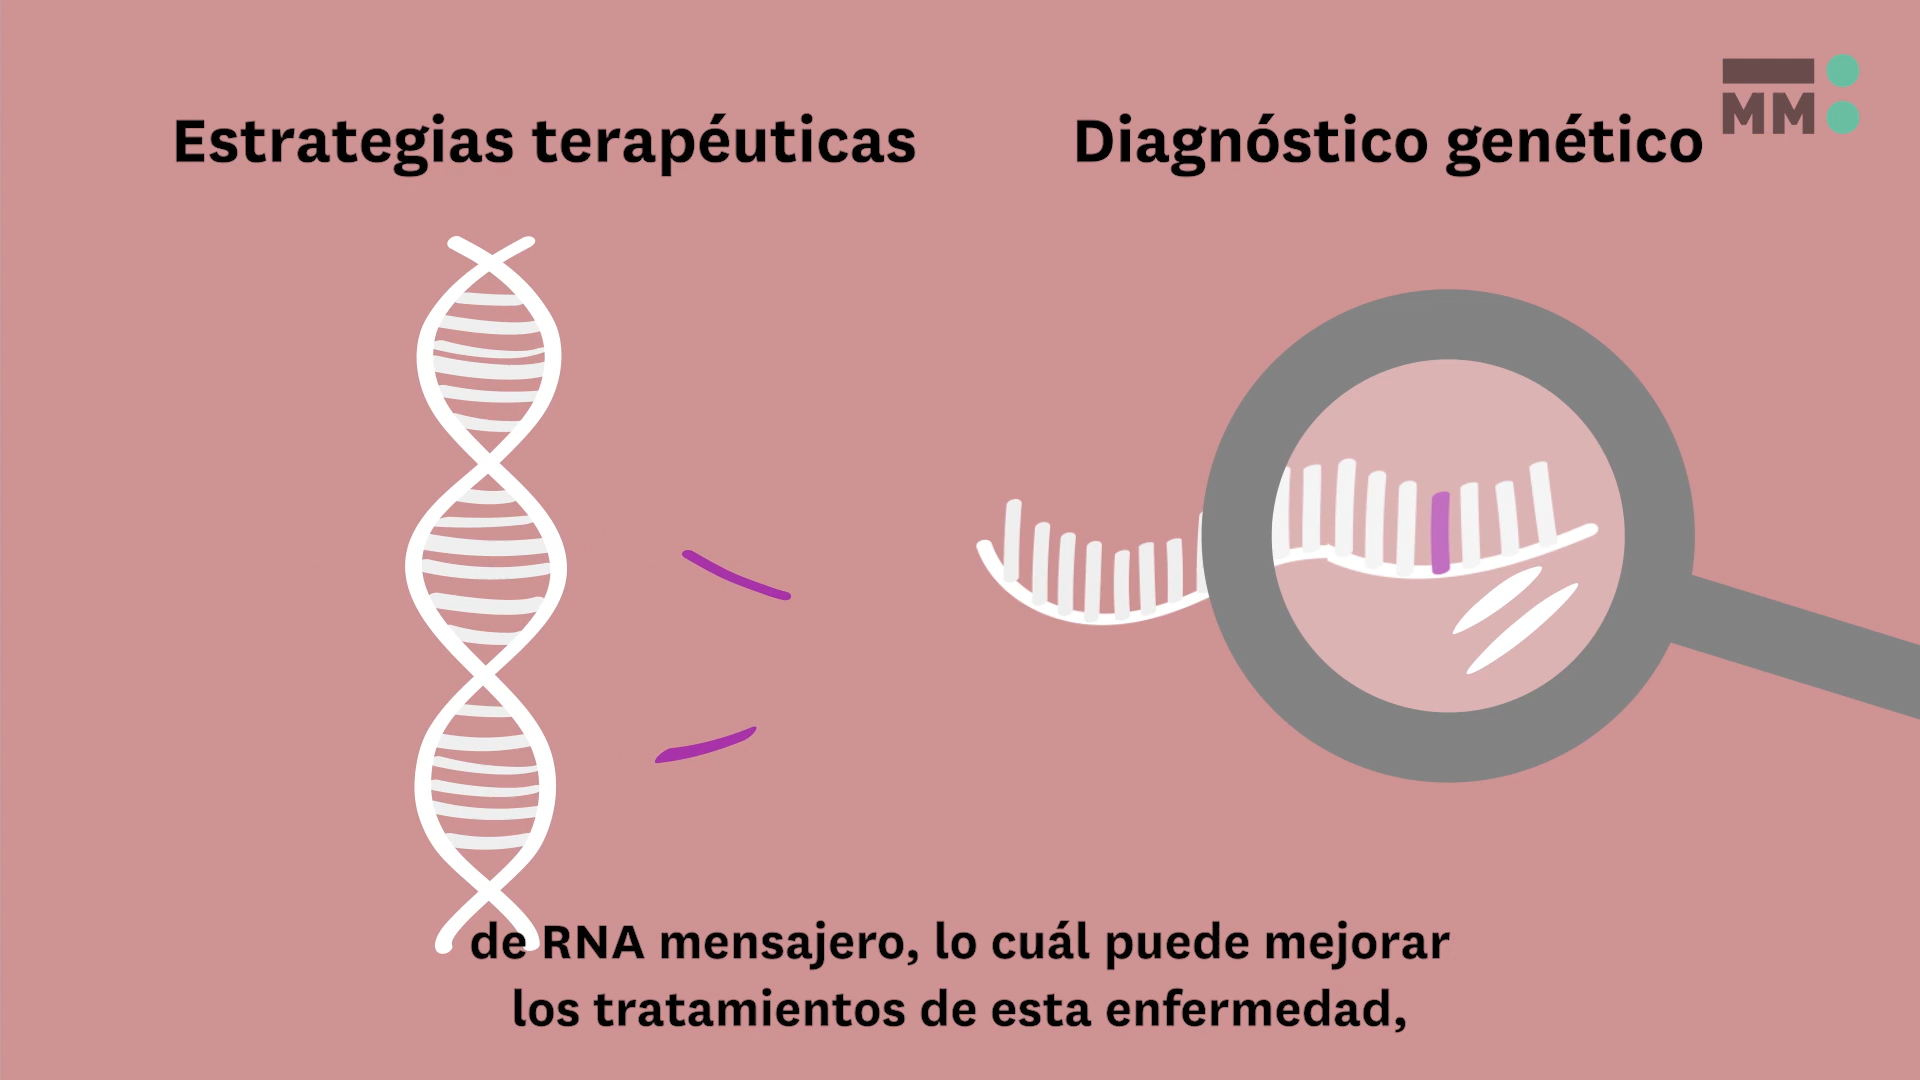 Estrategias terapéuticas
Diagnóstico genético
MM
de RNA mensajero, lo cuál puede mejorar
los tratamientos de esta enfermedad,